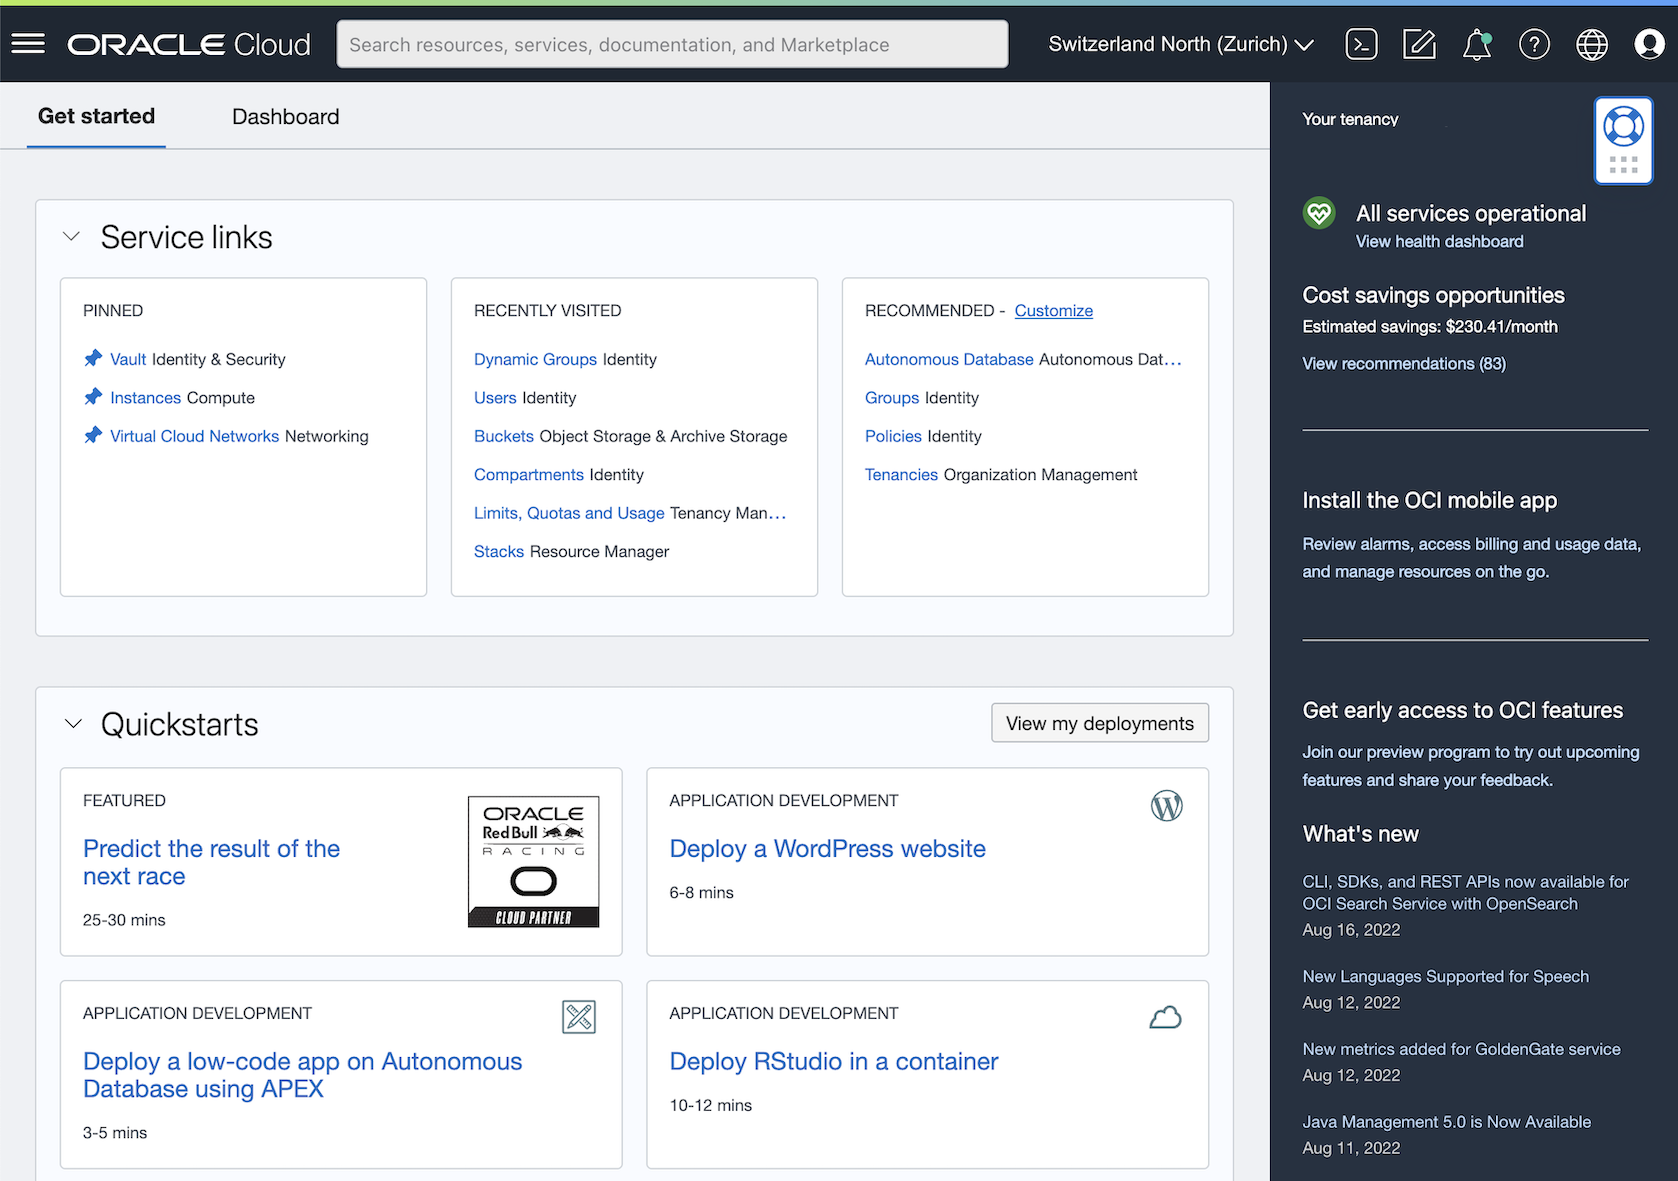 ORACLE Cloud
Search resources, services, documentation, and Marketplace
Switzerland North (Zurich)
Get started
Dashboard
Service links
PINNED
Vault Identity & Security
Instances Compute
Virtual Cloud Networks Networking
RECENTLY VISITED
Dynamic Groups Identity
Users Identity
Buckets Object Storage & Archive Storage
Compartments Identity
Limits, Quotas and Usage Tenancy Man...
Stacks Resource Manager
RECOMMENDED - Customize
Autonomous Database Autonomous Dat...
Groups Identity
Policies Identity
Tenancies Organization Management
Quickstarts
View my deployments
FEATURED
Predict the result of the
next race
25-30 mins
ORACLE
Red Bull
RACING
CLOUD PARTNER
APPLICATION DEVELOPMENT
Deploy a WordPress website
6-8 mins
APPLICATION DEVELOPMENT
Deploy a low-code app on Autonomous
Database using APEX
3-5 mins
APPLICATION DEVELOPMENT
Deploy RStudio in a container
10-12 mins
Your tenancy
All services operational
View health dashboard
Cost savings opportunities
Estimated savings: $230.41/month
View recommendations (83)
Install the OCI mobile app
Review alarms, access billing and usage data,
and manage resources on the go.
Get early access to OCI features
Join our preview program to try out upcoming
features and share your feedback.
What's new
CLI, SDKs, and REST APIs now available for
OCI Search Service with OpenSearch
Aug 16, 2022
New Languages Supported for Speech
Aug 12, 2022
New metrics added for GoldenGate service
Aug 12, 2022
Java Management 5.0 is Now Available
Aug 11, 2022